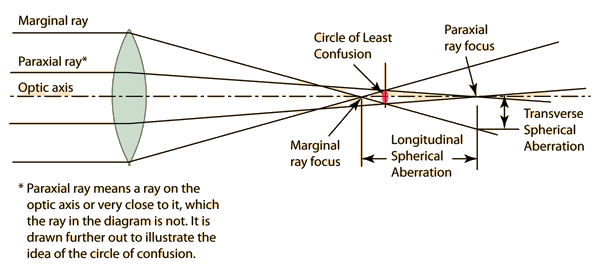 Marginal ray
Paraxial ray*
Optic axis
Circle of Least
Confusion
Paraxial
ray focus
Marginal
ray focus
Longitudinal
Spherical
Aberration
Transverse
Spherical
Aberration
* Paraxial ray means a ray on the
optic axis or very close to it, which
the ray in the diagram is not. It is
drawn further out to illustrate the
idea of the circle of confusion.